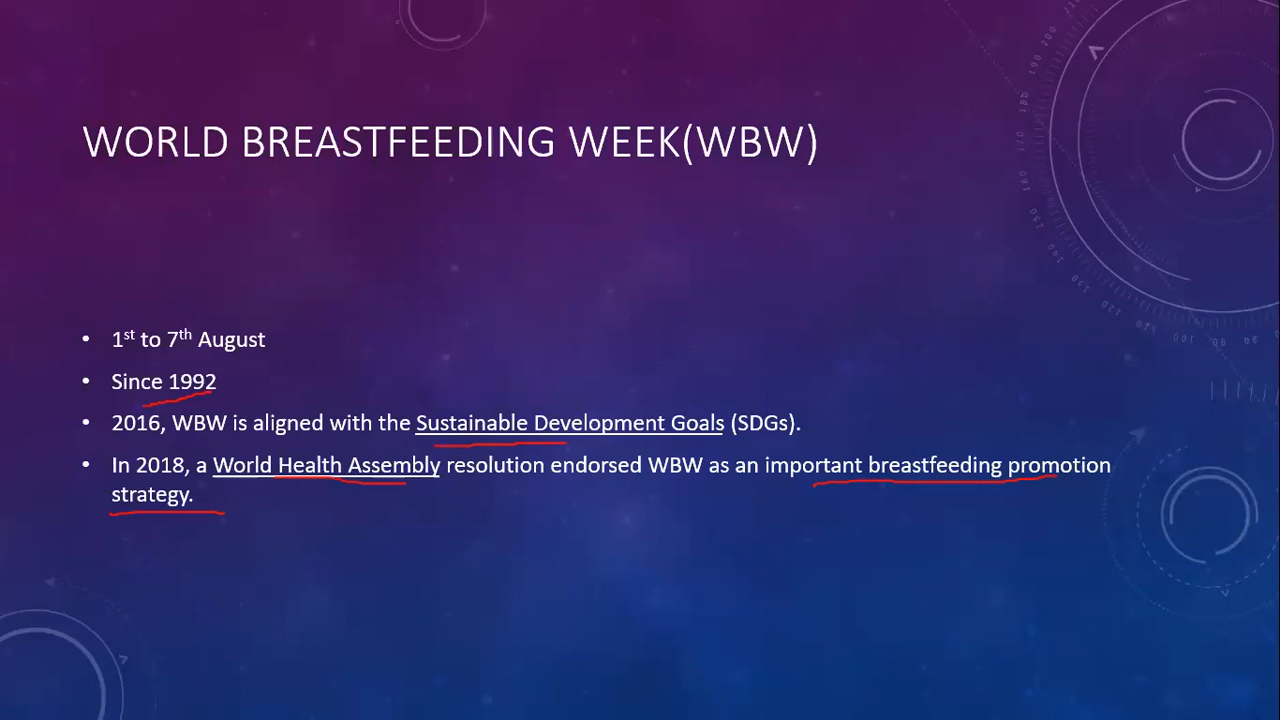 WORLD BREASTFEEDING WEEK(WBW)
• 1st to 7th August
• Since 1992
• 2016, WBW is aligned with the Sustainable Development Goals (SDGs).
• In 2018, a World Health Assembly resolution endorsed WBW as an important breastfeeding promotion
strategy.